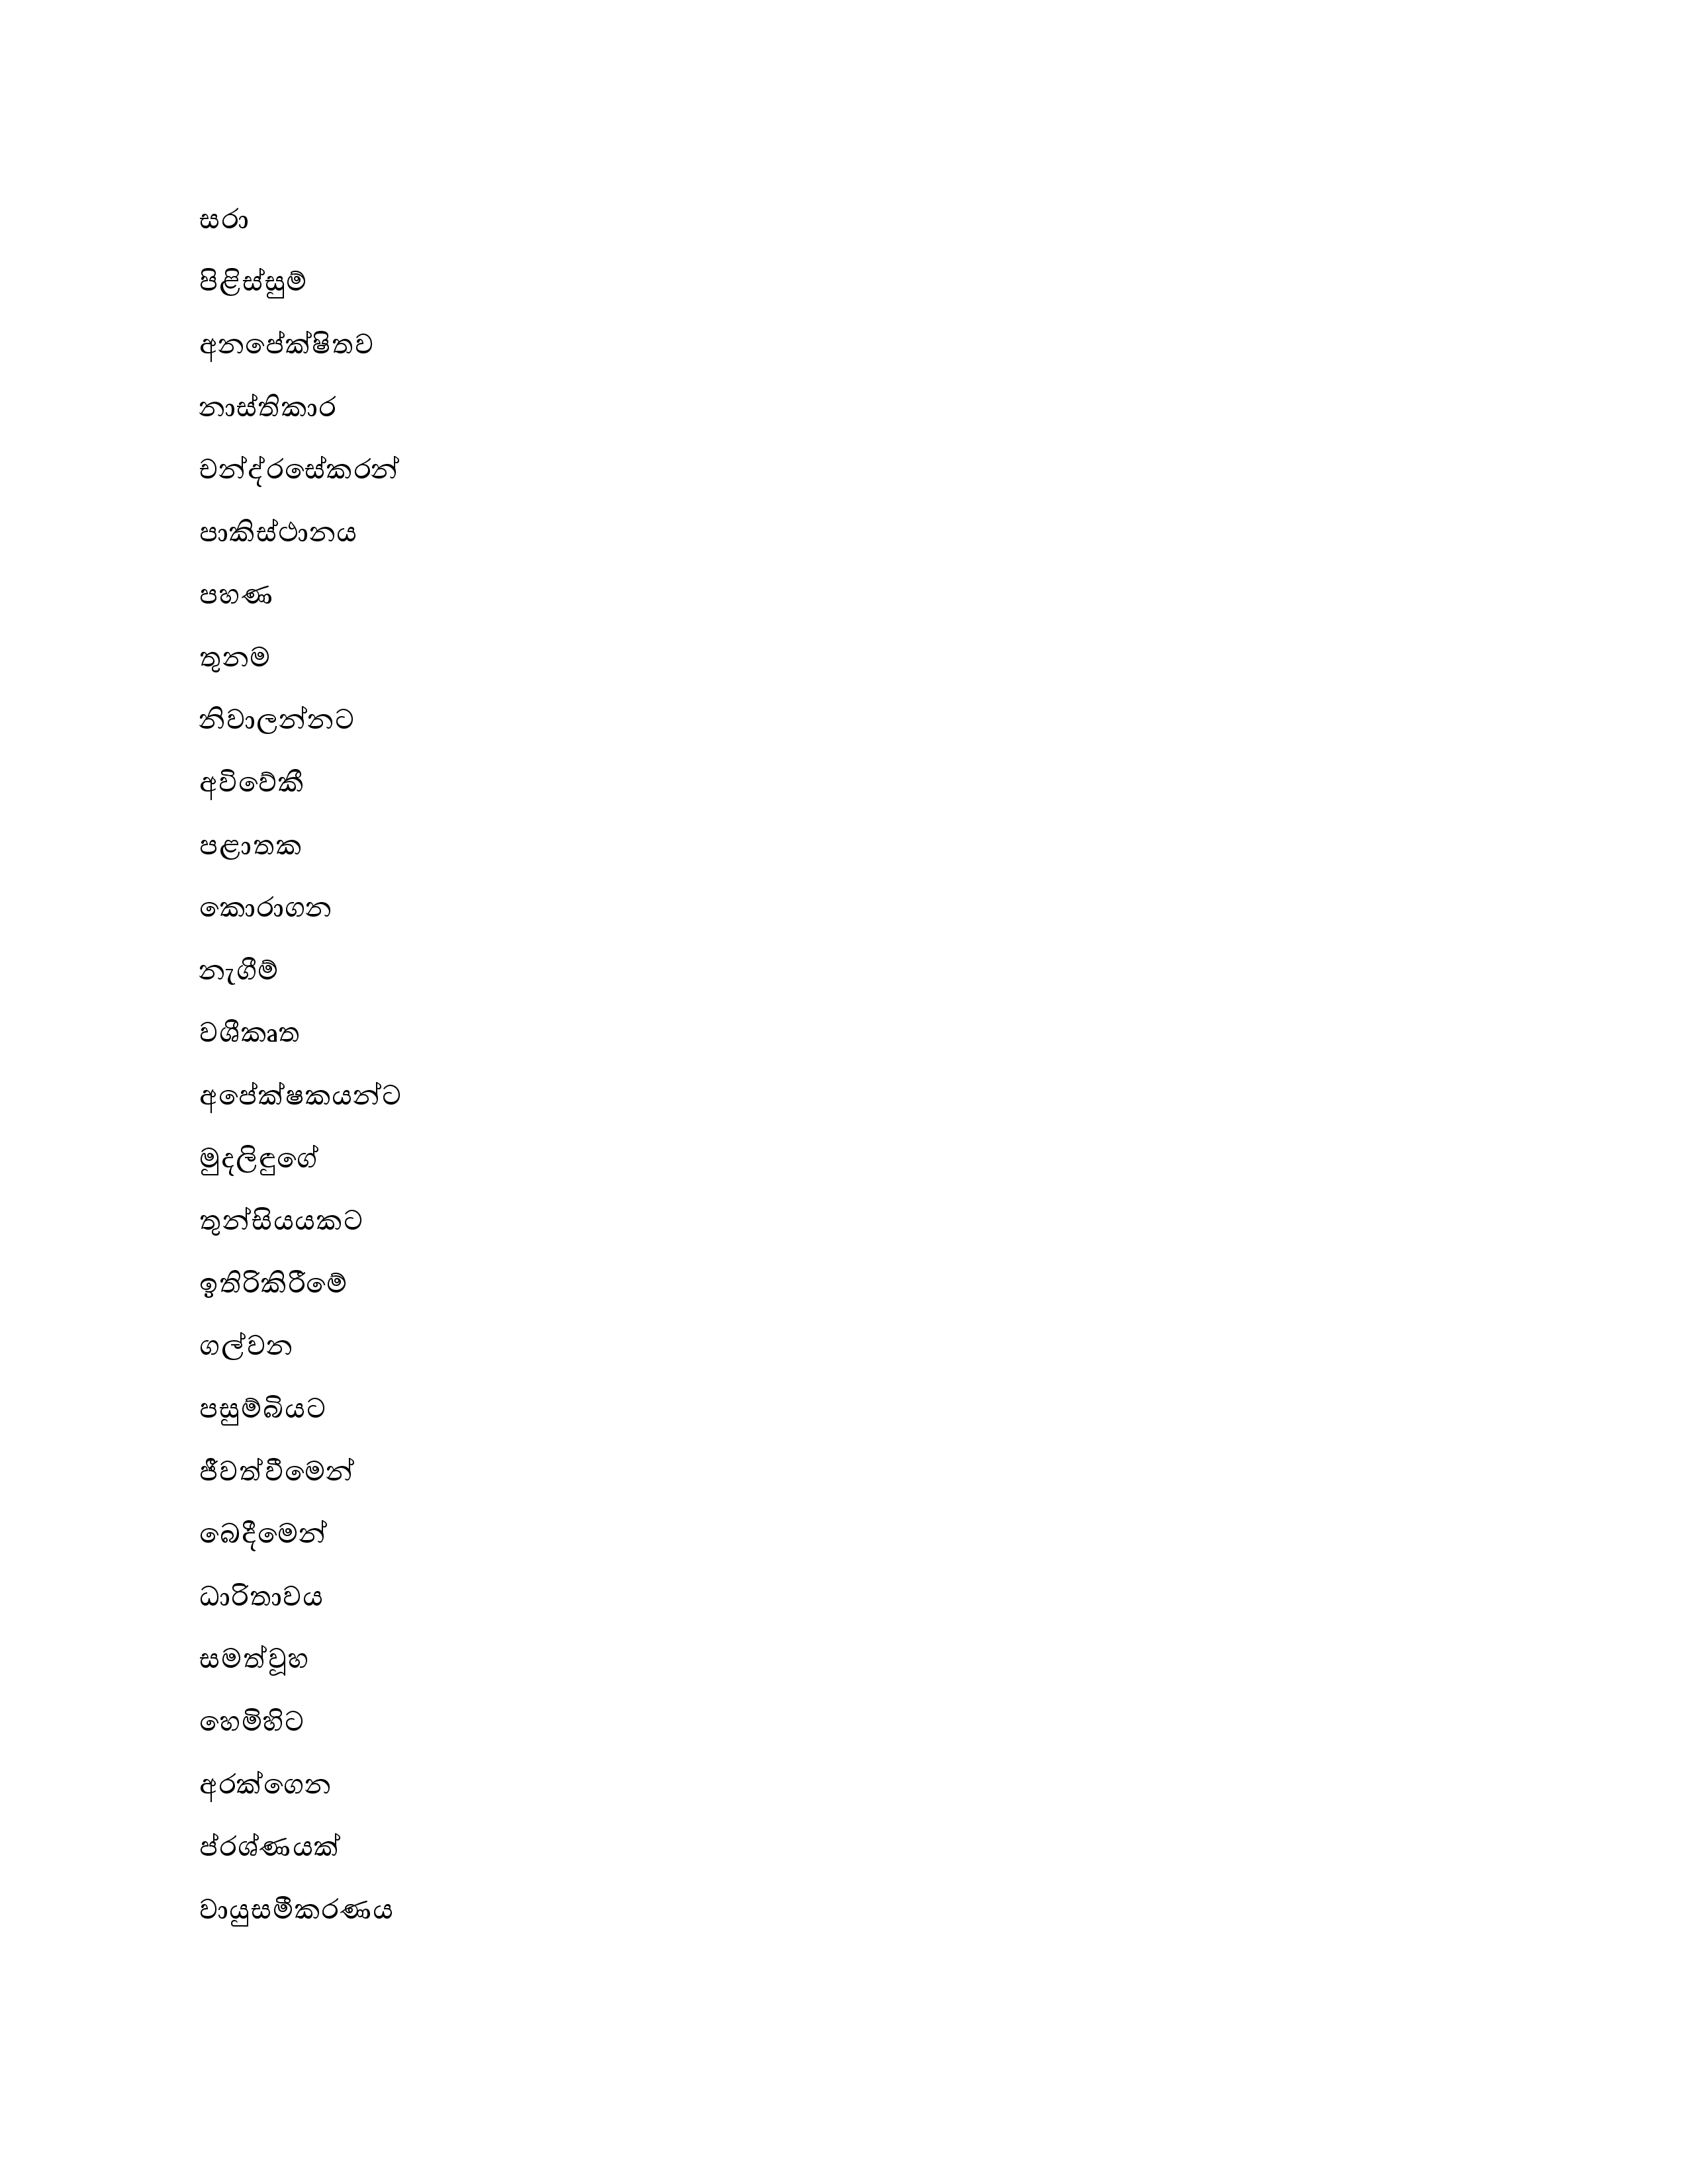 සරා
පිළිස්සුම්
අනපේක්ෂිතව
නාස්තිකාර
චන්ද්රසේකරන්
පාකිස්ථානය
පහණ
තුනම
නිවාලන්නට
අවිවේකී
පළාතක
කොරාගන
නැගීම්
වශීකෘත
අපේක්ෂකයන්ට
මුදලිඳුගේ
තුන්සියයකට
ඉතිරිකිරීමේ
ගල්වන
පසුම්බියට
ජීවත්වීමෙන්
බෙදීමෙන්
ධාරිතාවය
සමත්වූහ
හෙමිහිට
අරක්ගෙන
ප්රශ්ණයක්
වායුසමීකරණය